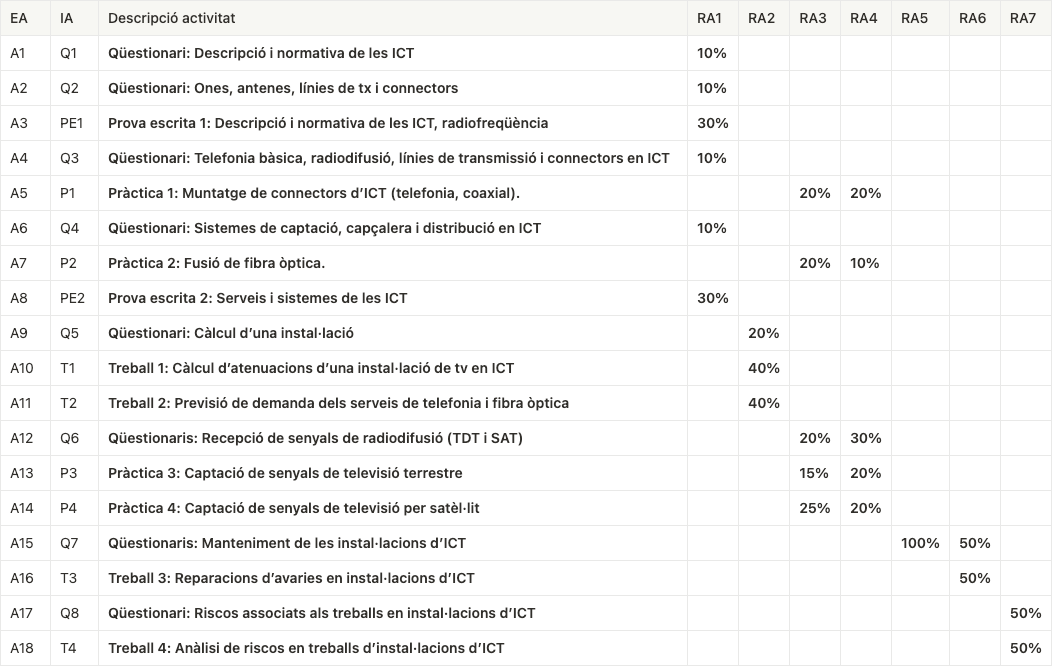 EA IA Descripció activitat RA1 RA2 RA3 RA4 RA5 RA6 RA7
A1 Q1 Qüestionari: Descripció i normativa de les ICT 10%
A2 Q2 Qüestionari: Ones, antenes, línies de tx i connectors 10%
A3 PE1 Prova escrita 1: Descripció i normativa de les ICT, radiofreqüència 30%
A4 Q3 Qüestionari: Telefonia bàsica, radiodifusió, línies de transmissió i connectors en ICT 10%
A5 P1 Pràctica 1: Muntatge de connectors d’ICT (telefonia, coaxial). 20% 20%
A6 Q4 Qüestionari: Sistemes de captació, capçalera i distribució en ICT 10%
A7 P2 Pràctica 2: Fusió de fibra òptica. 20% 10%
A8 PE2 Prova escrita 2: Serveis i sistemes de les ICT 30%
A9 Q5 Qüestionari: Càlcul d’una instal·lació 20%
A10 T1 Treball 1: Càlcul d’atenuacions d’una instal·lació de tv en ICT 40%
A11 T2 Treball 2: Previsió de demanda dels serveis de telefonia i fibra òptica 40%
A12 Q6 Qüestionaris: Recepció de senyals de radiodifusió (TDT i SAT) 20% 30%
A13 P3 Pràctica 3: Captació de senyals de televisió terrestre 15% 20%
A14 P4 Pràctica 4: Captació de senyals de televisió per satèl·lit 25% 20%
A15 Q7 Qüestionaris: Manteniment de les instal·lacions d’ICT 100% 50%
A16 T3 Treball 3: Reparacions d’avaries en instal·lacions d’ICT 50%
A17 Q8 Qüestionari: Riscos associats als treballs en instal·lacions d’ICT 50%
A18 T4 Treball 4: Anàlisi de riscos en treballs d’instal·lacions d’ICT 50%